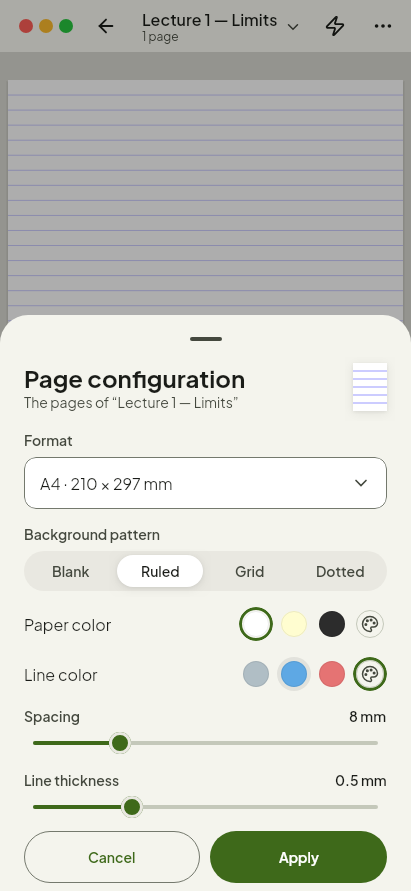 Lecture 1 — Limits
1 page
Page configuration
The pages of “Lecture 1 — Limits”
Format
A4 · 210 × 297 mm
Background pattern
Blank Ruled Grid Dotted
Paper color
Line color
Spacing 8 mm
Line thickness 0.5 mm
Cancel Apply